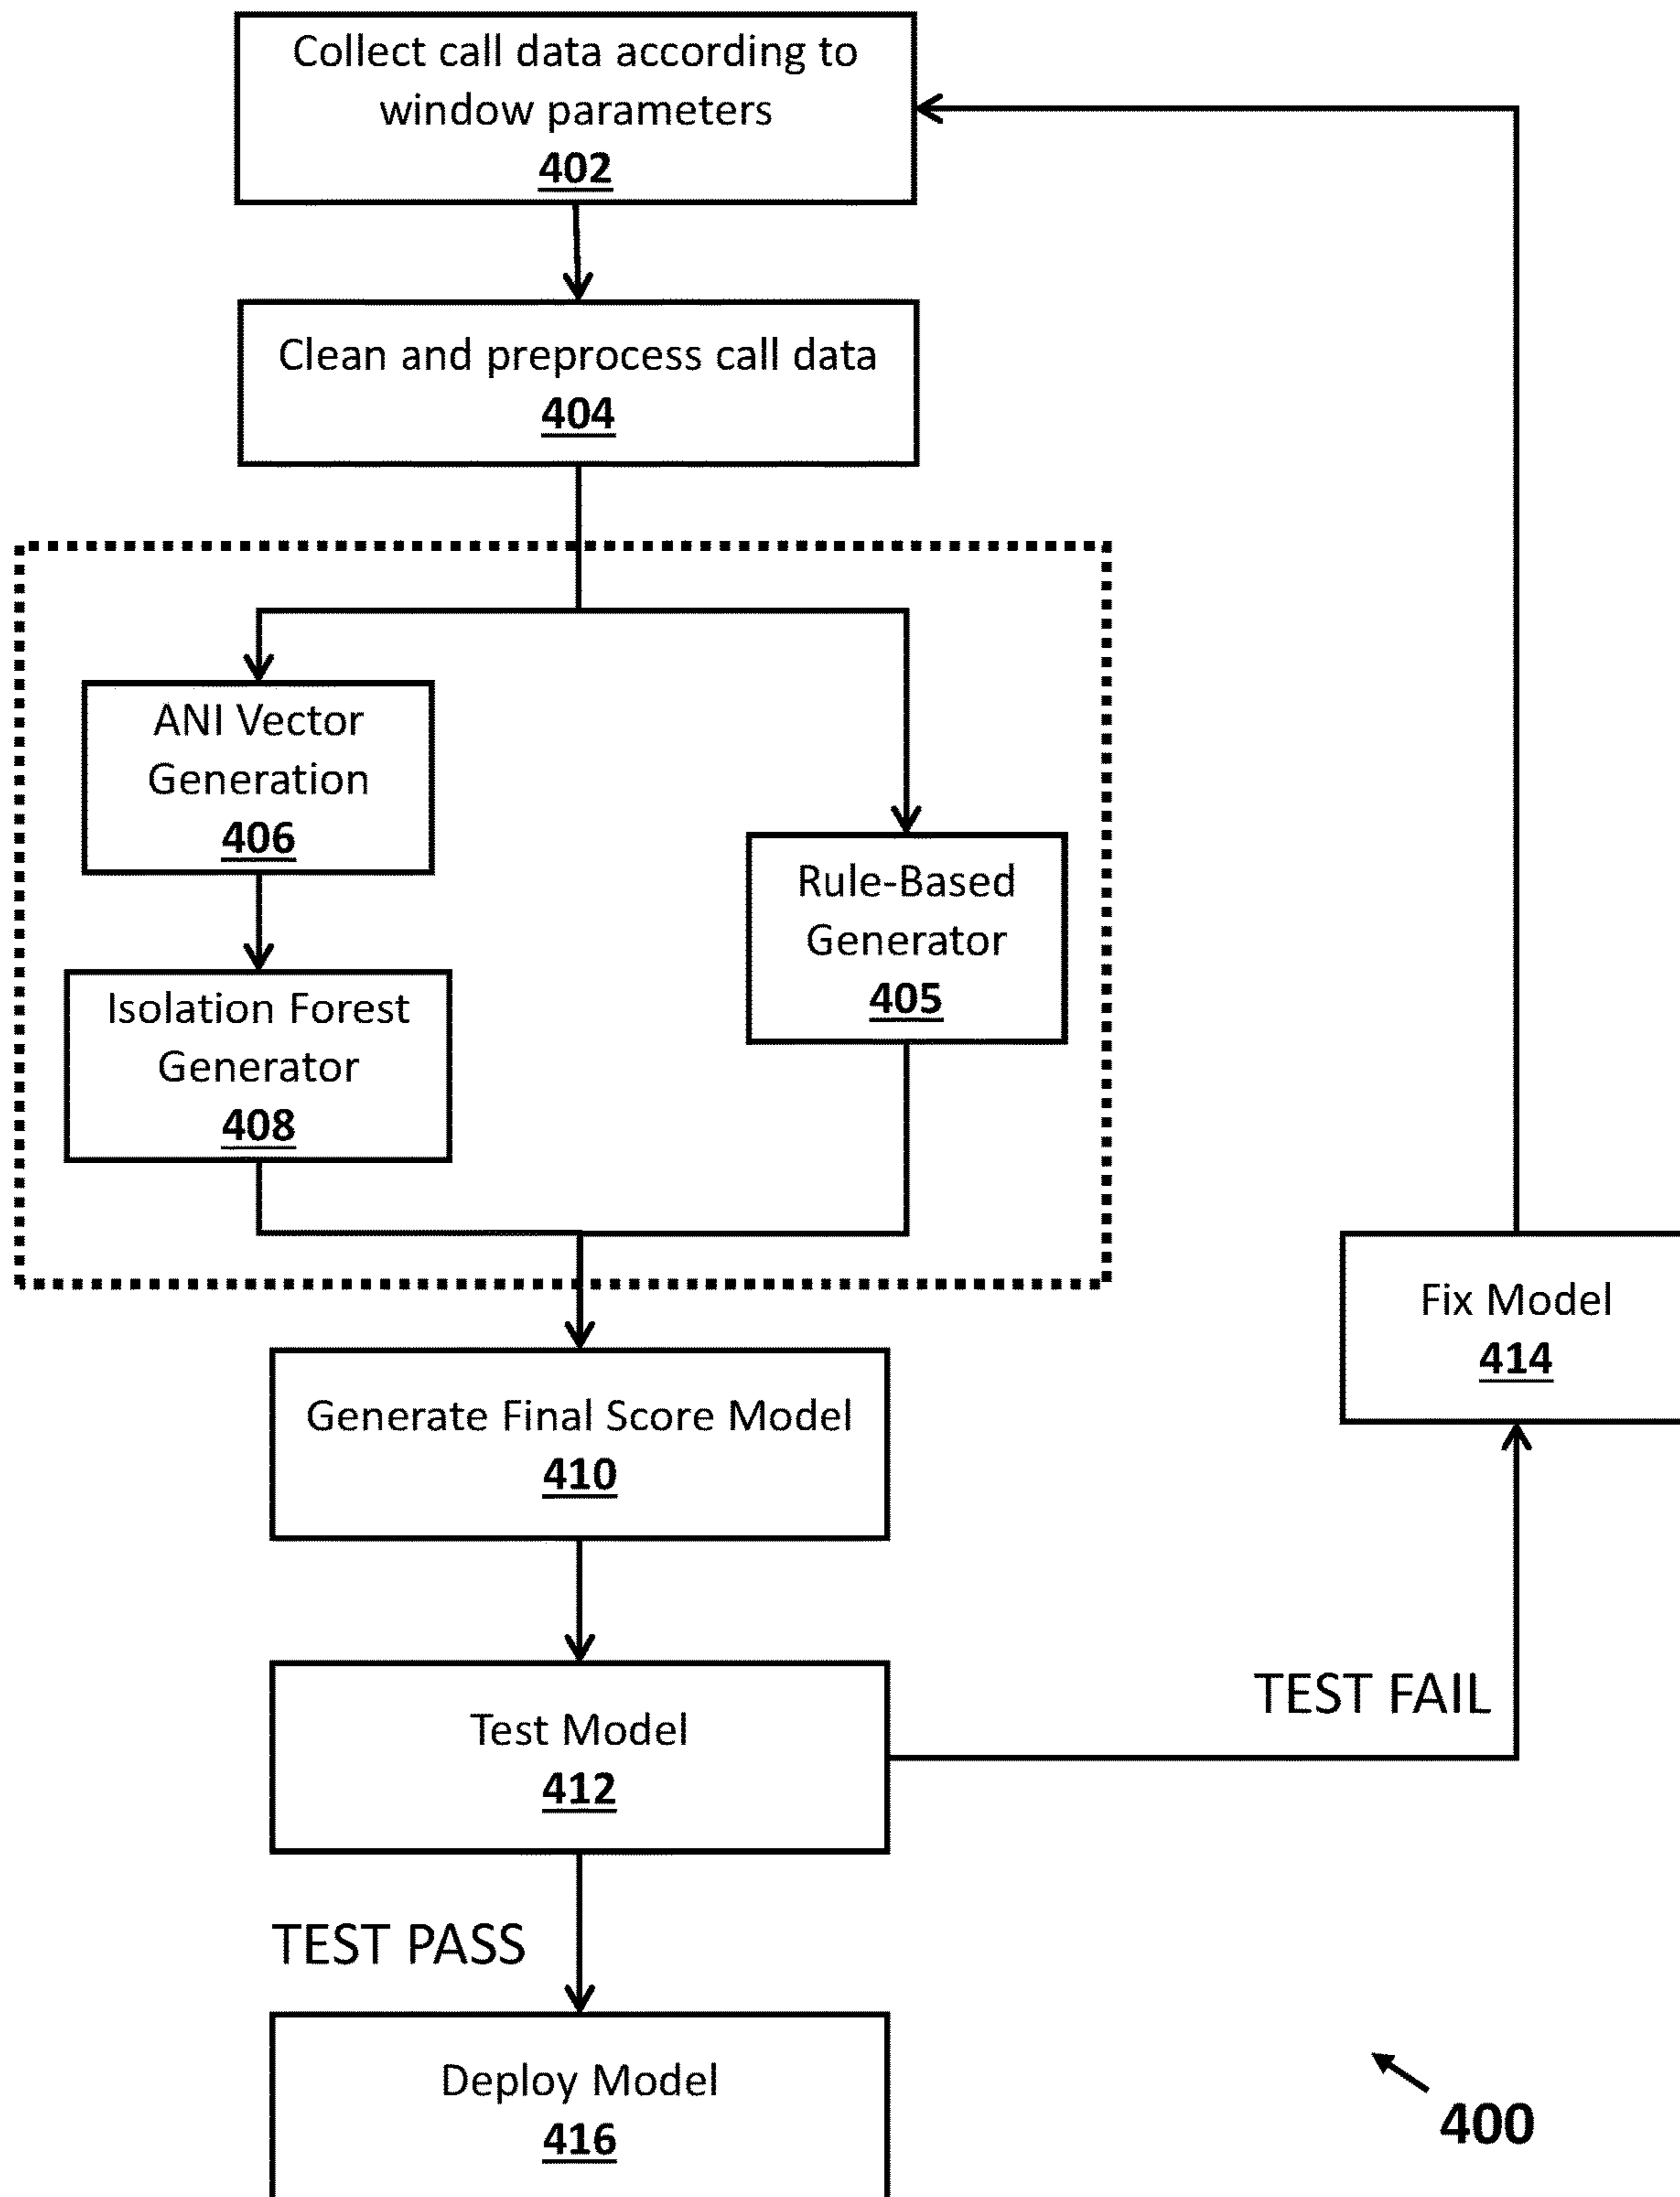 Collect call data according to
window parameters
402
Clean and preprocess call data
404
ANI Vector
Generation
406
Rule-Based
Generator
405
Isolation Forest
Generator
408
Fix Model
414
Generate Final Score Model
410
TEST FAIL
Test Model
412
TEST PASS
Deploy Model
416
400